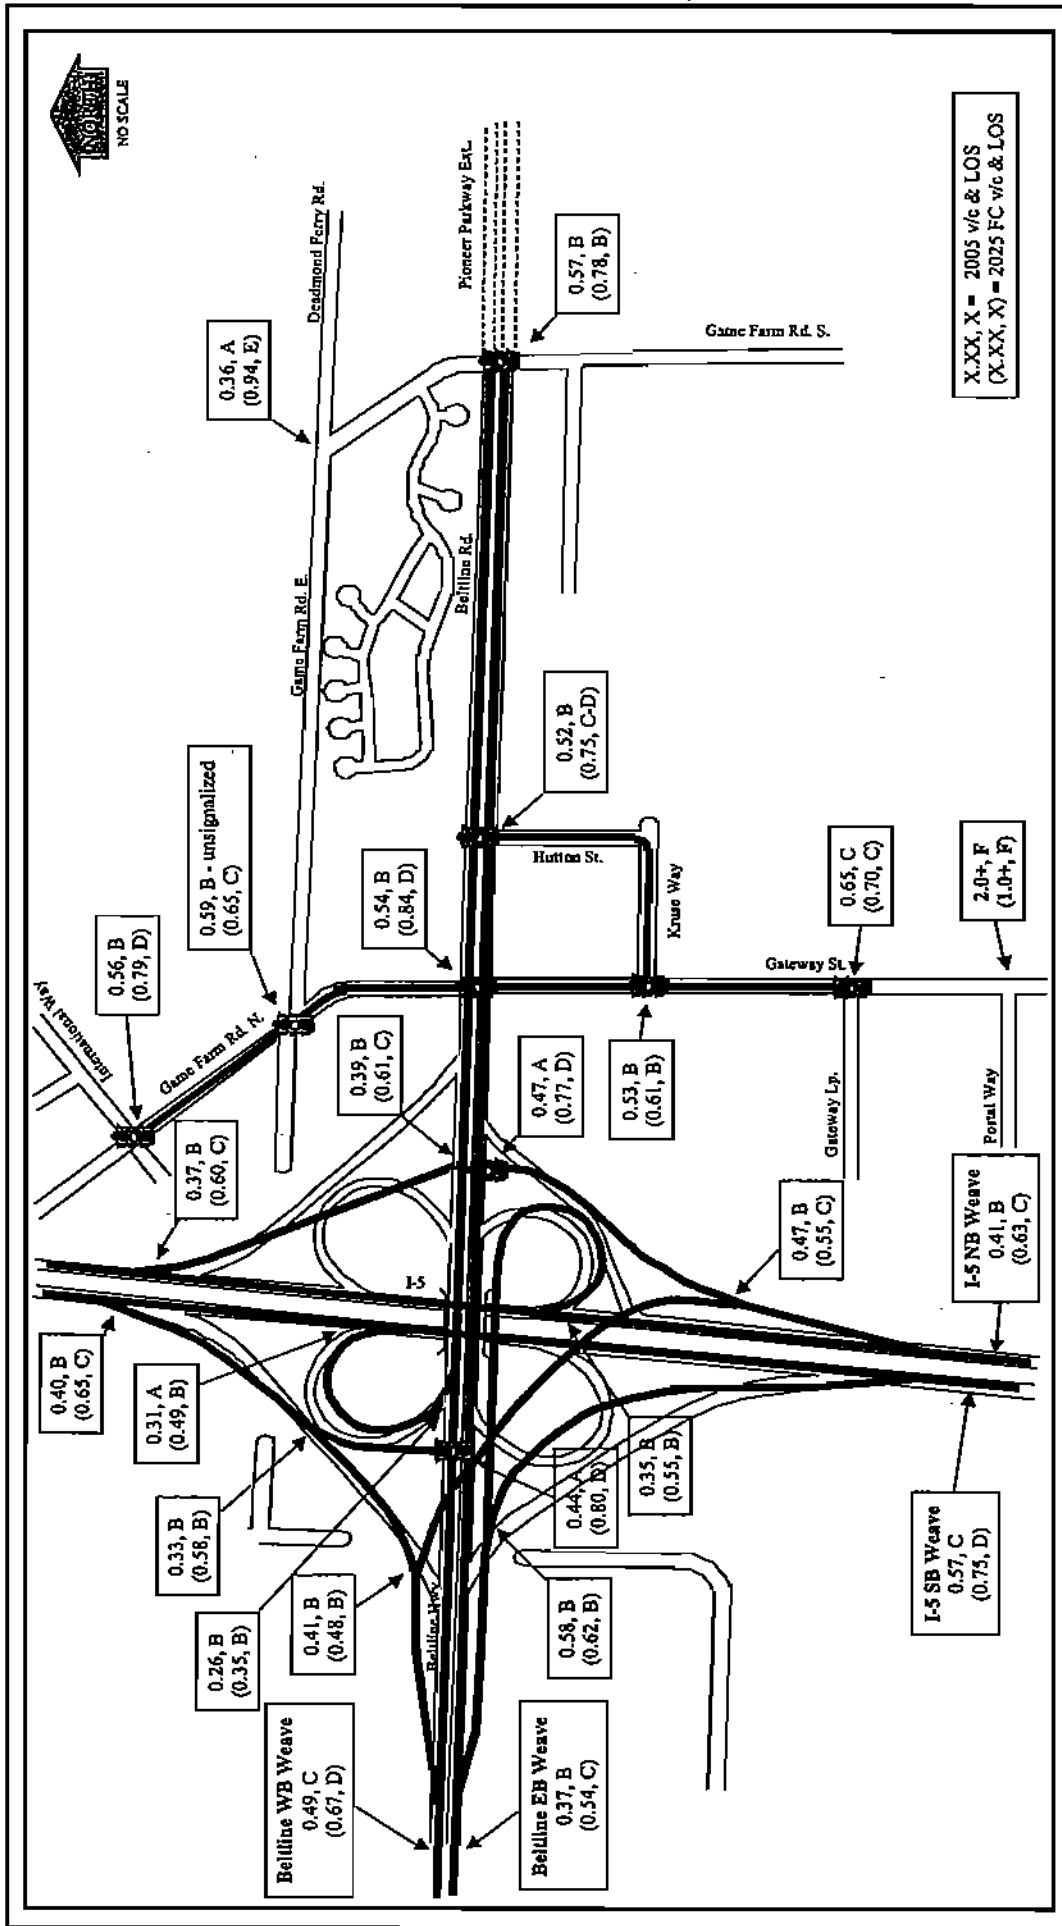 NORTH
NO SCALE
International Way
0.56, B
(0.79, D)
0.59, B - unsignalized
(0.65, C)
0.36, A
(0.94, E)
Deadmond Ferry Rd.
Game Farm Rd. E.
Game Farm Rd. N.
Pioneer Parkway Ext.
0.57, B
(0.78, B)
Game Farm Rd. S.
Beltline Rd.
0.52, B
(0.75, C-D)
0.54, B
(0.84, D)
Hutton St.
Kruse Way
Gateway St.
0.65, C
(0.70, C)
2.0+, F
(1.0+, F)
X.XX, X = 2005 v/c & LOS
(X.XX, X) = 2025 FC v/c & LOS
0.37, B
(0.60, C)
0.39, B
(0.61, C)
0.47, A
(0.77, D)
0.53, B
(0.61, B)
Gateway Lp.
Portal Way
I-5
0.47, B
(0.55, C)
I-5 NB Weave
0.41, B
(0.63, C)
0.40, B
(0.65, C)
0.31, A
(0.49, B)
0.33, B
(0.58, B)
0.26, B
(0.35, B)
0.41, B
(0.48, B)
Beltline Hwy.
0.44, A
(0.80, D)
0.35, B
(0.55, B)
0.58, B
(0.62, B)
I-5 SB Weave
0.57, C
(0.75, D)
Beltline WB Weave
0.49, C
(0.67, D)
Beltline EB Weave
0.37, B
(0.54, C)